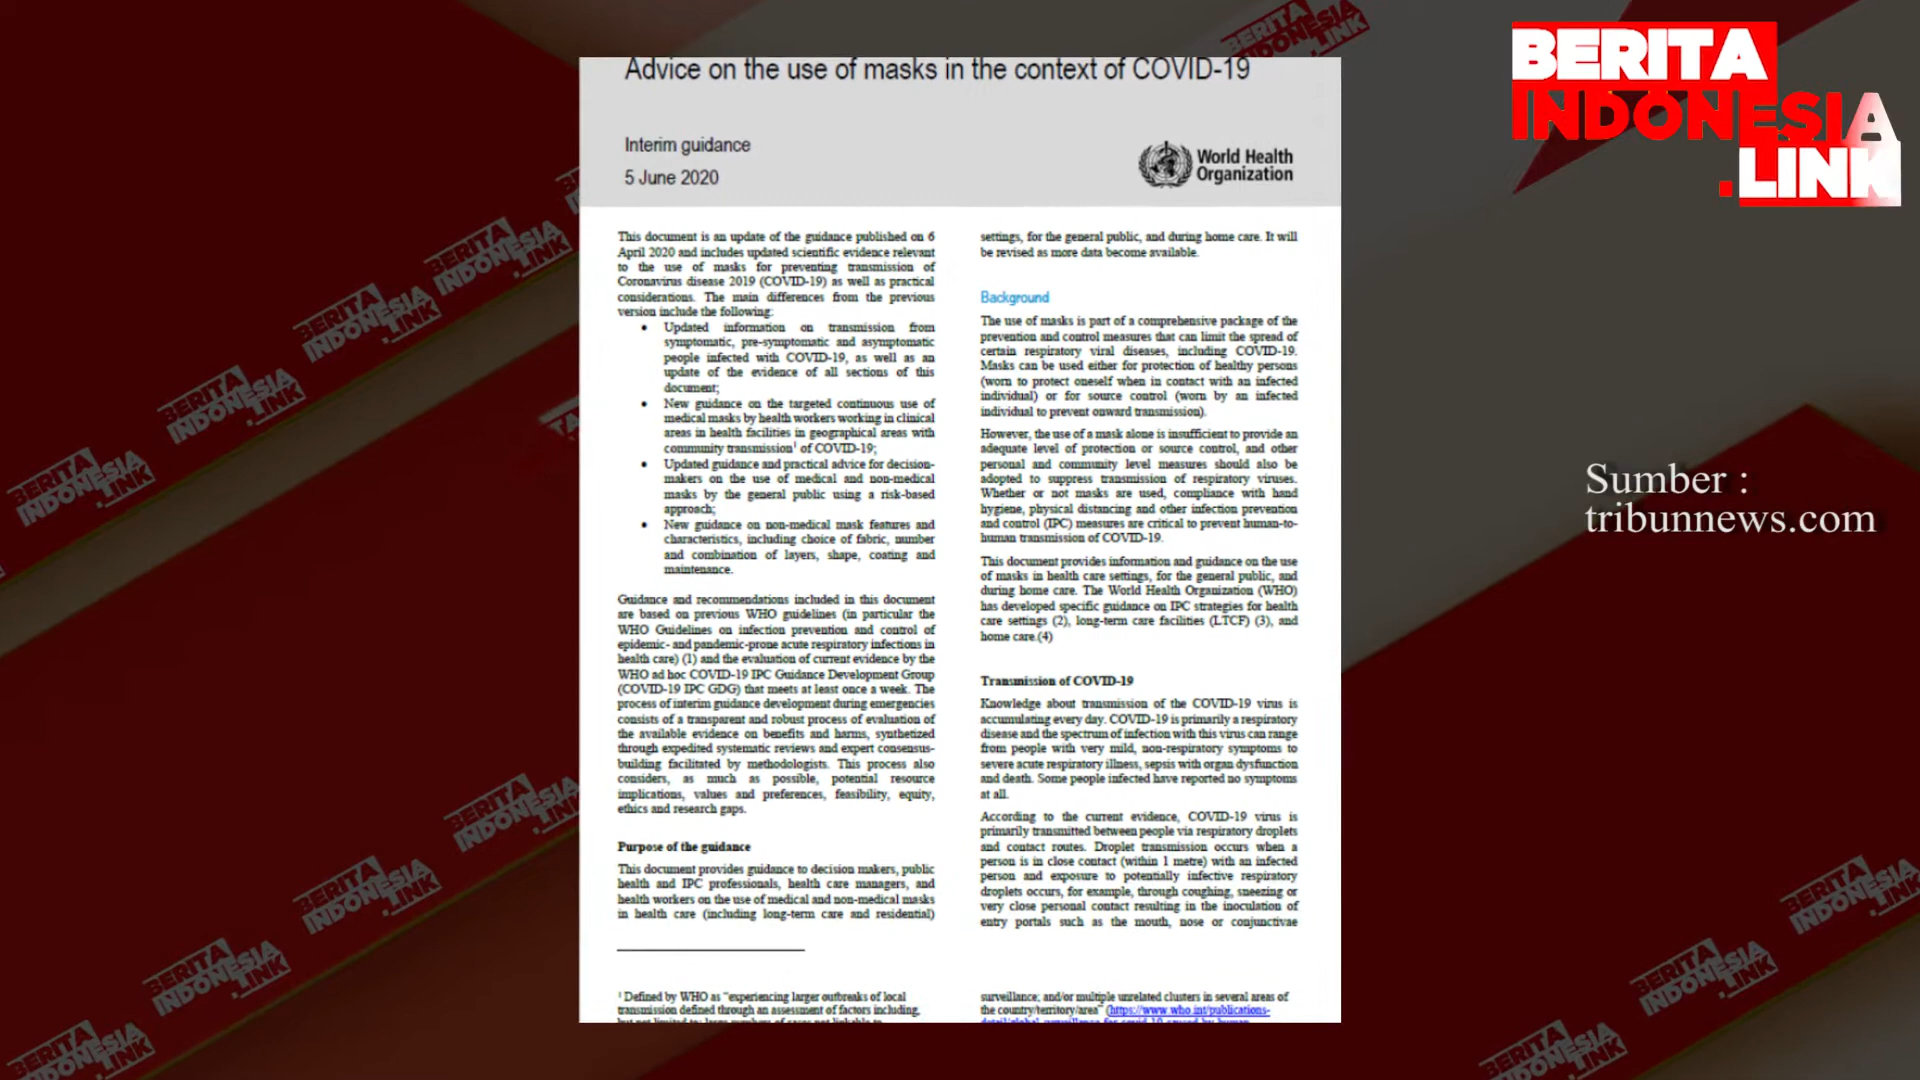 BERITA
INDONESIA
.LINK
Advice on the use of masks in the context of COVID-19
Interim guidance
5 June 2020
World Health
Organization
This document is an update of the guidance published on 6
April 2020 and includes updated scientific evidence relevant
to the use of masks for preventing transmission of
Coronavirus disease 2019 (COVID-19) as well as practical
considerations. The main differences from the previous
version include the following:
• Updated information on transmission from
symptomatic, pre-symptomatic and asymptomatic
people infected with COVID-19, as well as an
update of the evidence of all sections of this
document;
• New guidance on the targeted continuous use of
medical masks by health workers working in clinical
areas in health facilities in geographical areas with
community transmission¹ of COVID-19;
• Updated guidance and practical advice for decision-
makers on the use of medical and non-medical
masks by the general public using a risk-based
approach;
• New guidance on non-medical mask features and
characteristics, including choice of fabric, number
and combination of layers, shape, coating and
maintenance.
Guidance and recommendations included in this document
are based on previous WHO guidelines (in particular the
WHO Guidelines on infection prevention and control of
epidemic- and pandemic-prone acute respiratory infections in
health care) (1) and the evaluation of current evidence by the
WHO ad hoc COVID-19 IPC Guidance Development Group
(COVID-19 IPC GDG) that meets at least once a week. The
process of interim guidance development during emergencies
consists of a transparent and robust process of evaluation of
the available evidence on benefits and harms, synthetized
through expedited systematic reviews and expert consensus-
building facilitated by methodologists. This process also
considers, as much as possible, potential resource
implications, values and preferences, feasibility, equity,
ethics and research gaps.
Purpose of the guidance
This document provides guidance to decision makers, public
health and IPC professionals, health care managers, and
health workers on the use of medical and non-medical masks
in health care (including long-term care and residential)
settings, for the general public, and during home care. It will
be revised as more data become available.
Background
The use of masks is part of a comprehensive package of the
prevention and control measures that can limit the spread of
certain respiratory viral diseases, including COVID-19.
Masks can be used either for protection of healthy persons
(worn to protect oneself when in contact with an infected
individual) or for source control (worn by an infected
individual to prevent onward transmission).
However, the use of a mask alone is insufficient to provide an
adequate level of protection or source control, and other
personal and community level measures should also be
adopted to suppress transmission of respiratory viruses.
Whether or not masks are used, compliance with hand
hygiene, physical distancing and other infection prevention
and control (IPC) measures are critical to prevent human-to-
human transmission of COVID-19.
This document provides information and guidance on the use
of masks in health care settings, for the general public, and
during home care. The World Health Organization (WHO)
has developed specific guidance on IPC strategies for health
care settings (2), long-term care facilities (LTCF) (3), and
home care.(4)
Transmission of COVID-19
Knowledge about transmission of the COVID-19 virus is
accumulating every day. COVID-19 is primarily a respiratory
disease and the spectrum of infection with this virus can range
from people with very mild, non-respiratory symptoms to
severe acute respiratory illness, sepsis with organ dysfunction
and death. Some people infected have reported no symptoms
at all.
According to the current evidence, COVID-19 virus is
primarily transmitted between people via respiratory droplets
and contact routes. Droplet transmission occurs when a
person is in close contact (within 1 metre) with an infected
person and exposure to potentially infective respiratory
droplets occurs, for example, through coughing, sneezing or
very close personal contact resulting in the inoculation of
entry portals such as the mouth, nose or conjunctivae
¹ Defined by WHO as "experiencing larger outbreaks of local
transmission defined through an assessment of factors including,
surveillance; and/or multiple unrelated clusters in several areas of
the country/territory/area" (https://www.who.int/publications-
Sumber :
tribunnews.com